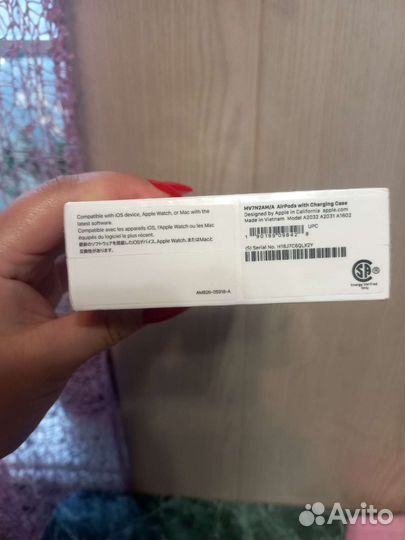 Compatible with iOS device, Apple Watch, or Mac with the
latest software.
Compatible avec les appareils iOS, l'Apple Watch ou les Mac
équipés du logiciel le plus récent.
最新のソフトウェアを搭載したiOSデバイス、Apple Watch、またはMacと
互換性があります。
AM820-05918-A
MV7N2AM/A AirPods with Charging Case
Designed by Apple in California apple.com
Made in Vietnam Model A2032 A2031 A1602
UPC
(S) Serial No. H16J7C6QLX2Y
Energy Verified
Only
Avito